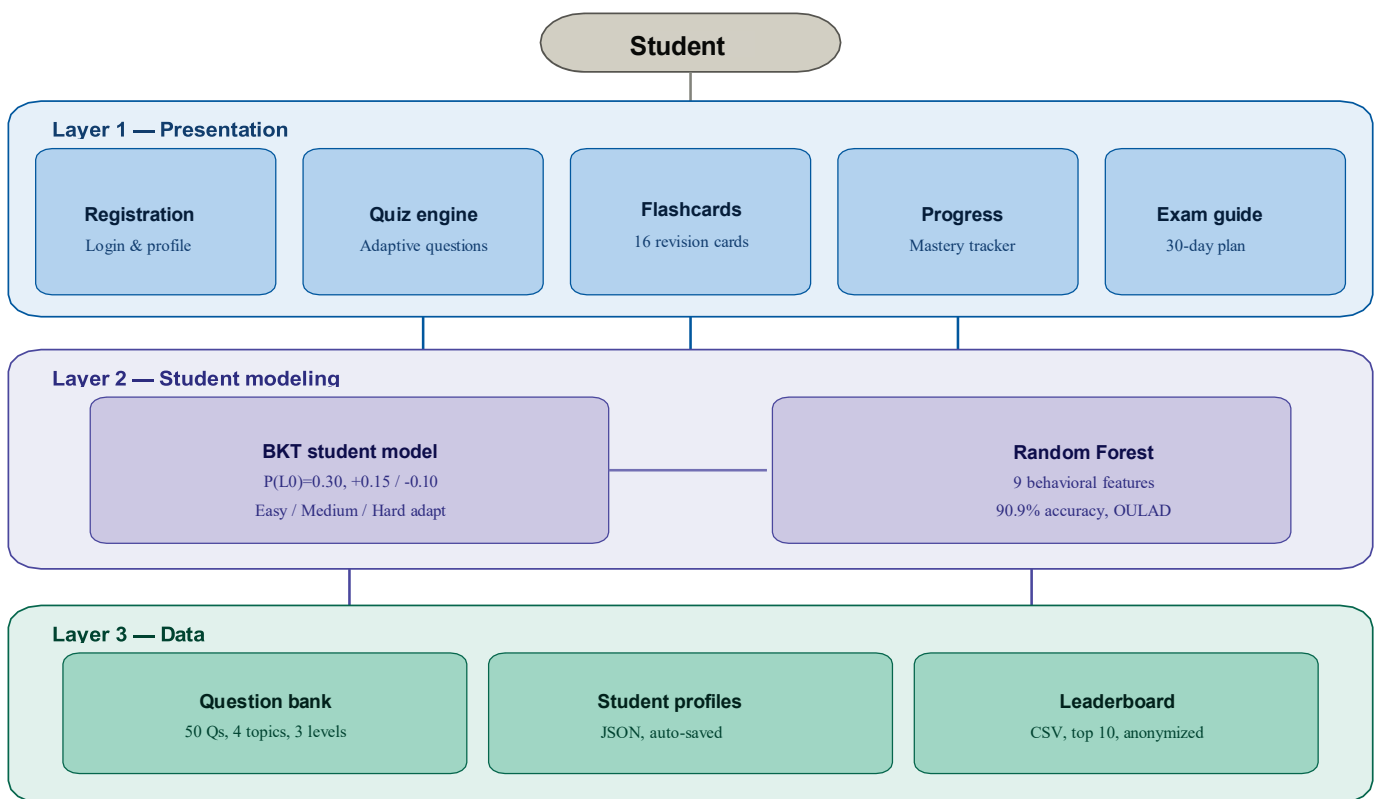 Student
Layer 1 — Presentation
Registration
Login & profile
Quiz engine
Adaptive questions
Flashcards
16 revision cards
Progress
Mastery tracker
Exam guide
30-day plan
Layer 2 — Student modeling
BKT student model
P(L0)=0.30, +0.15 / -0.10
Easy / Medium / Hard adapt
Random Forest
9 behavioral features
90.9% accuracy, OULAD
Layer 3 — Data
Question bank
50 Qs, 4 topics, 3 levels
Student profiles
JSON, auto-saved
Leaderboard
CSV, top 10, anonymized